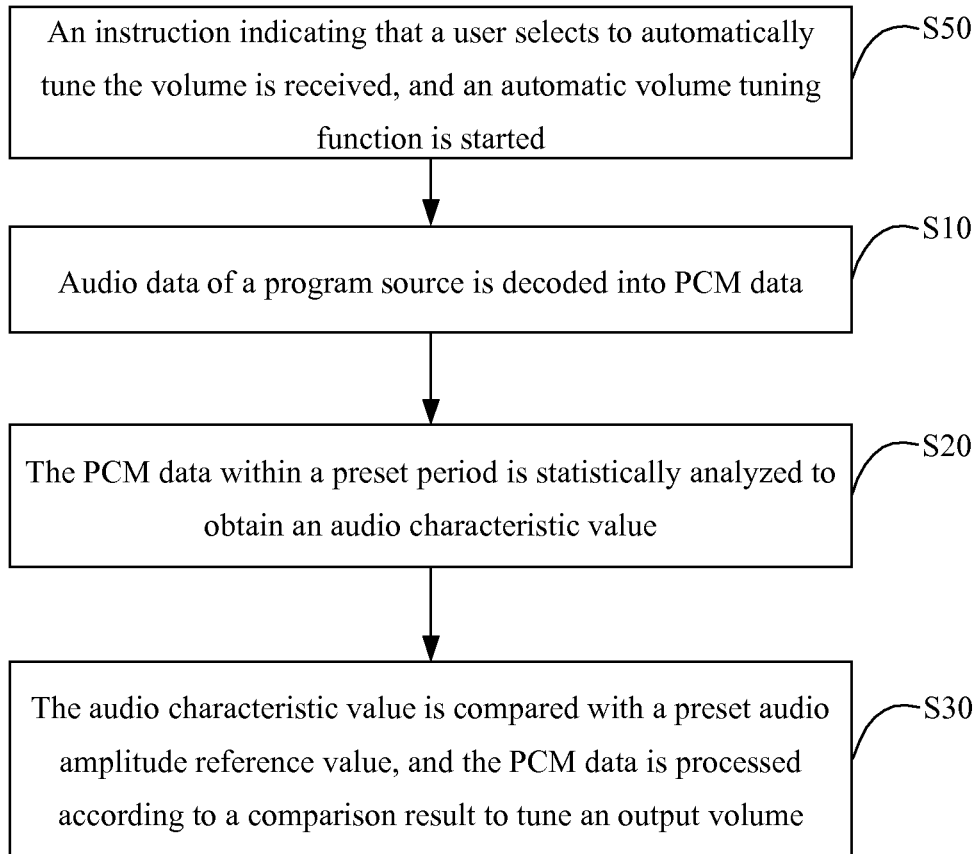 An instruction indicating that a user selects to automatically
tune the volume is received, and an automatic volume tuning
function is started
S50
Audio data of a program source is decoded into PCM data
S10
The PCM data within a preset period is statistically analyzed to
obtain an audio characteristic value
S20
The audio characteristic value is compared with a preset audio
amplitude reference value, and the PCM data is processed
according to a comparison result to tune an output volume
S30